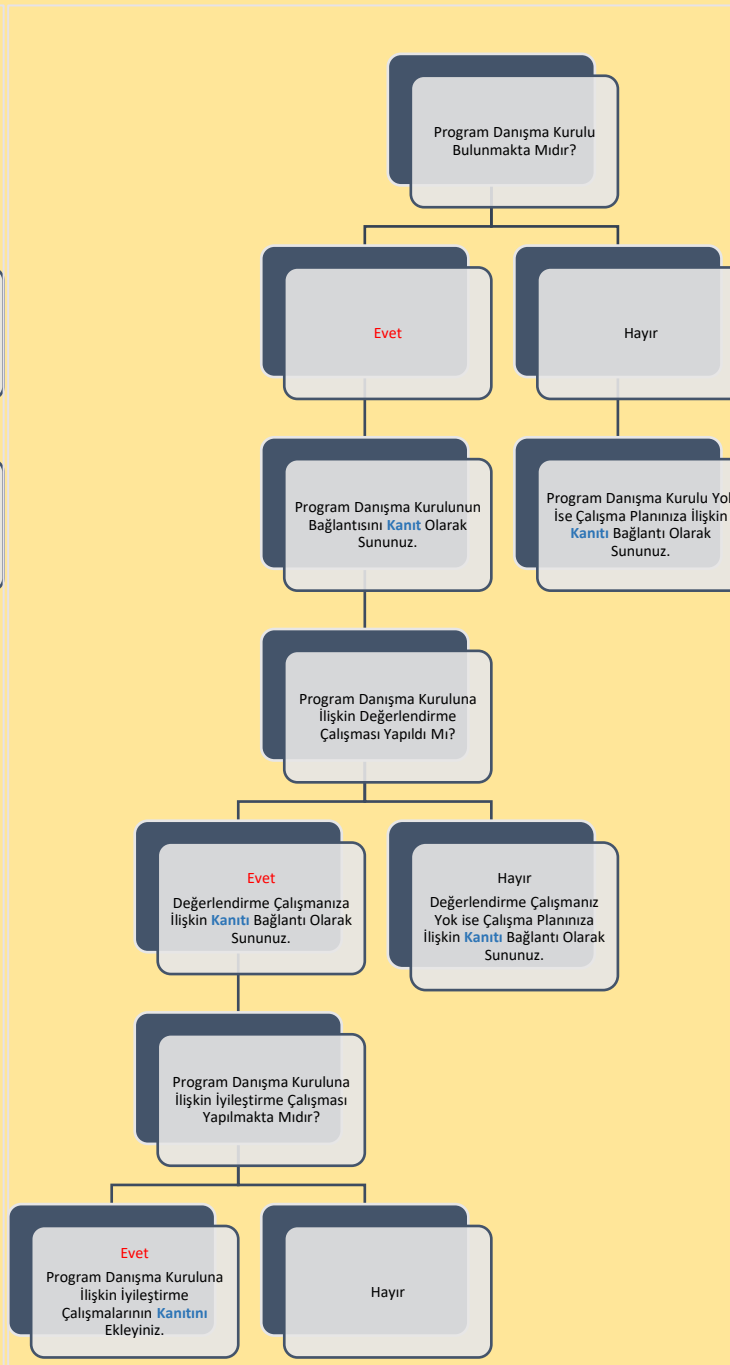 Program Danışma Kurulu
Bulunmakta Mıdır?
Evet
Hayır
Program Danışma Kurulunun
Bağlantısını Kanıt Olarak
Sununuz.
Program Danışma Kurulu Yok
İse Çalışma Planınıza İlişkin
Kanıtı Bağlantı Olarak
Sununuz.
Program Danışma Kuruluna
İlişkin Değerlendirme
Çalışması Yapıldı Mı?
Evet
Değerlendirme Çalışmanıza
İlişkin Kanıtı Bağlantı Olarak
Sununuz.
Hayır
Değerlendirme Çalışmanız
Yok ise Çalışma Planınıza
İlişkin Kanıtı Bağlantı Olarak
Sununuz.
Program Danışma Kuruluna
İlişkin İyileştirme Çalışması
Yapılmakta Mıdır?
Evet
Program Danışma Kuruluna
İlişkin İyileştirme
Çalışmalarının Kanıtını
Ekleyiniz.
Hayır